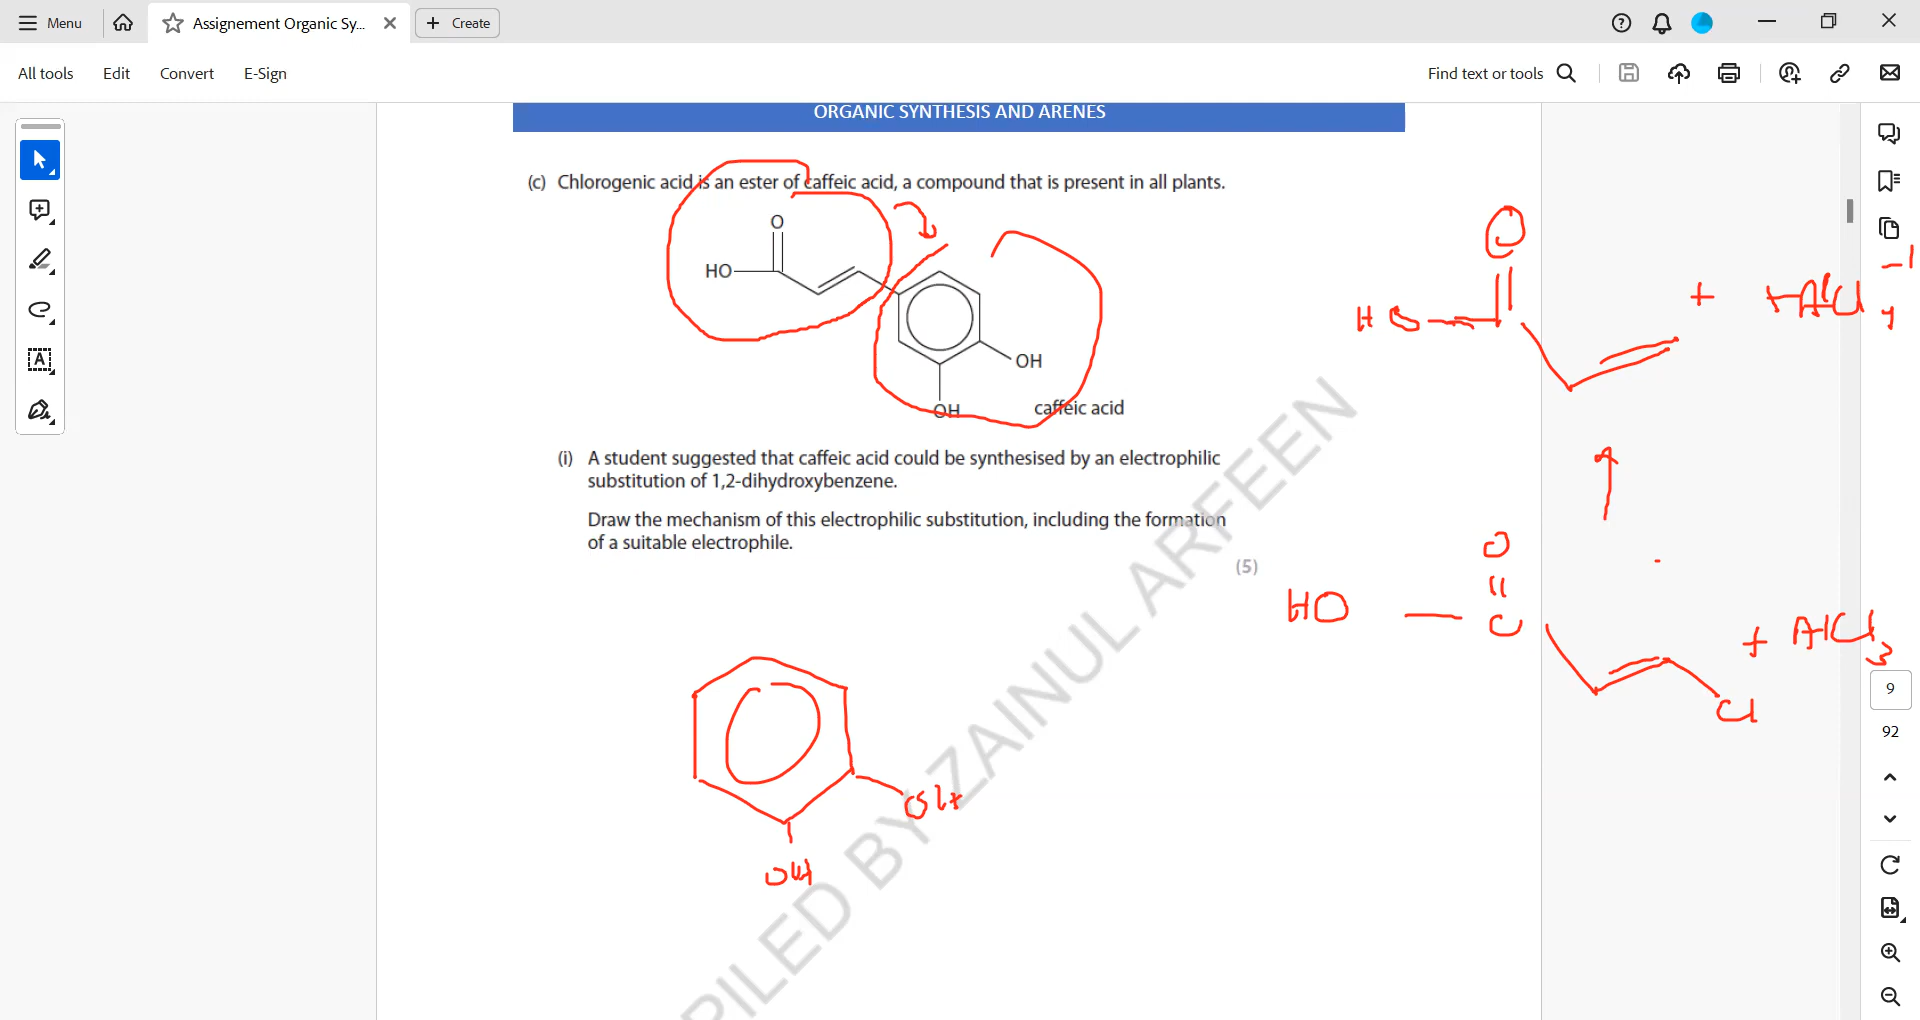 Menu
Assignement Organic Sy...
Create
All tools
Edit
Convert
E-Sign
Find text or tools
ORGANIC SYNTHESIS AND ARENES
(c) Chlorogenic acid is an ester of caffeic acid, a compound that is present in all plants.
O
HO
OH
OH
caffeic acid
(i) A student suggested that caffeic acid could be synthesised by an electrophilic
substitution of 1,2-dihydroxybenzene.
Draw the mechanism of this electrophilic substitution, including the formation
of a suitable electrophile.
(5)
O
HO
+ AlCl4 -1
O
HO
C
Cl
+ AlCl3
OH
PILED BY ZAINUL ARFEEN
9
92